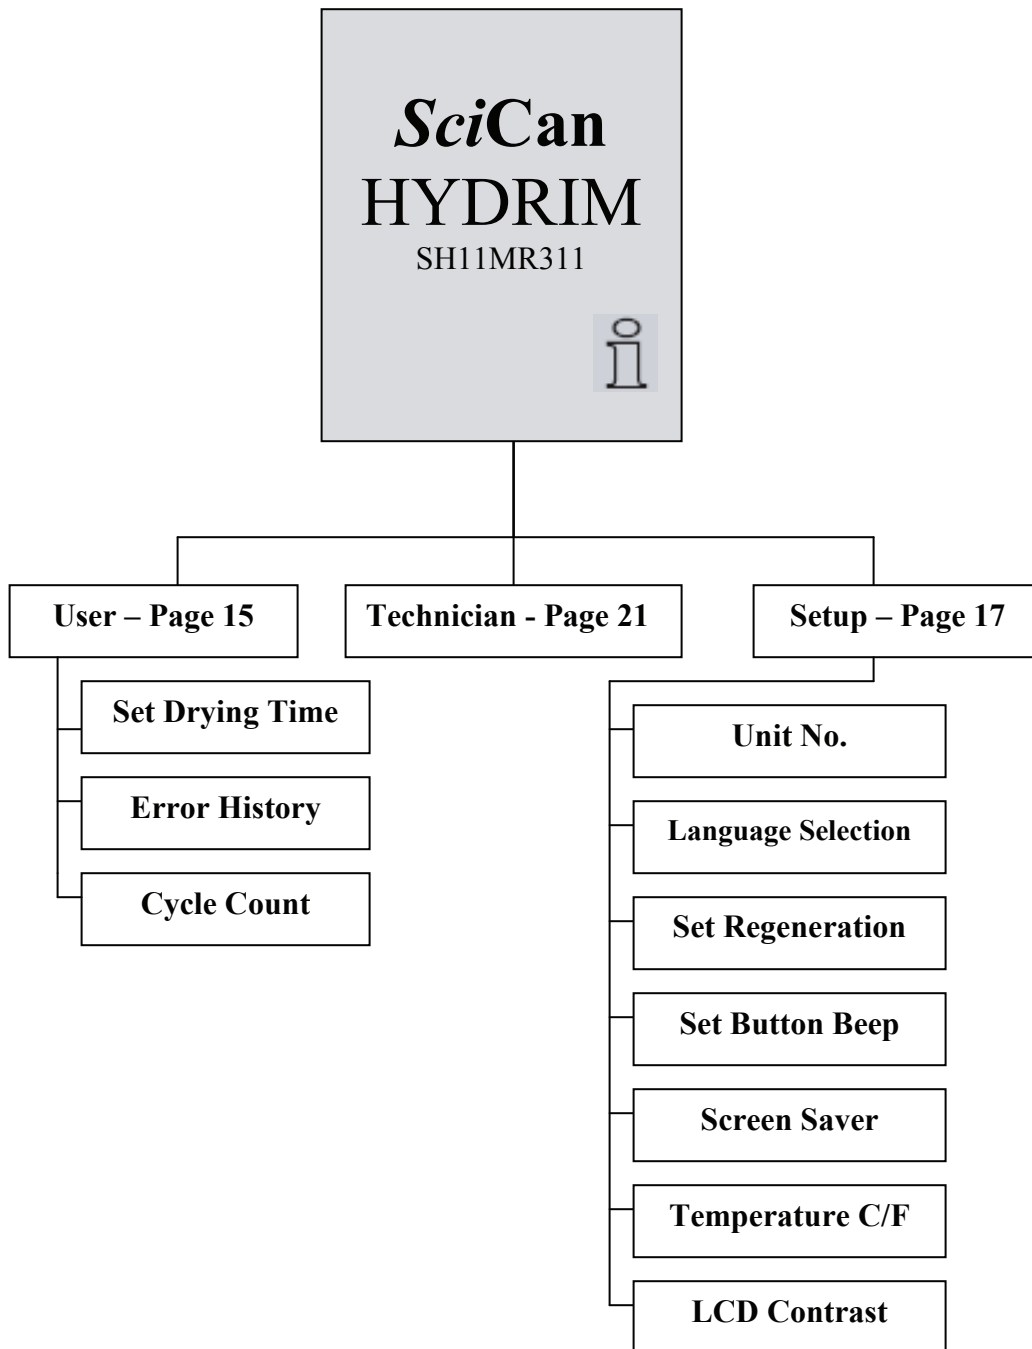 SciCan
HYDRIM
SH11MR311
User – Page 15
Technician - Page 21
Setup – Page 17
Set Drying Time
Error History
Cycle Count
Unit No.
Language Selection
Set Regeneration
Set Button Beep
Screen Saver
Temperature C/F
LCD Contrast